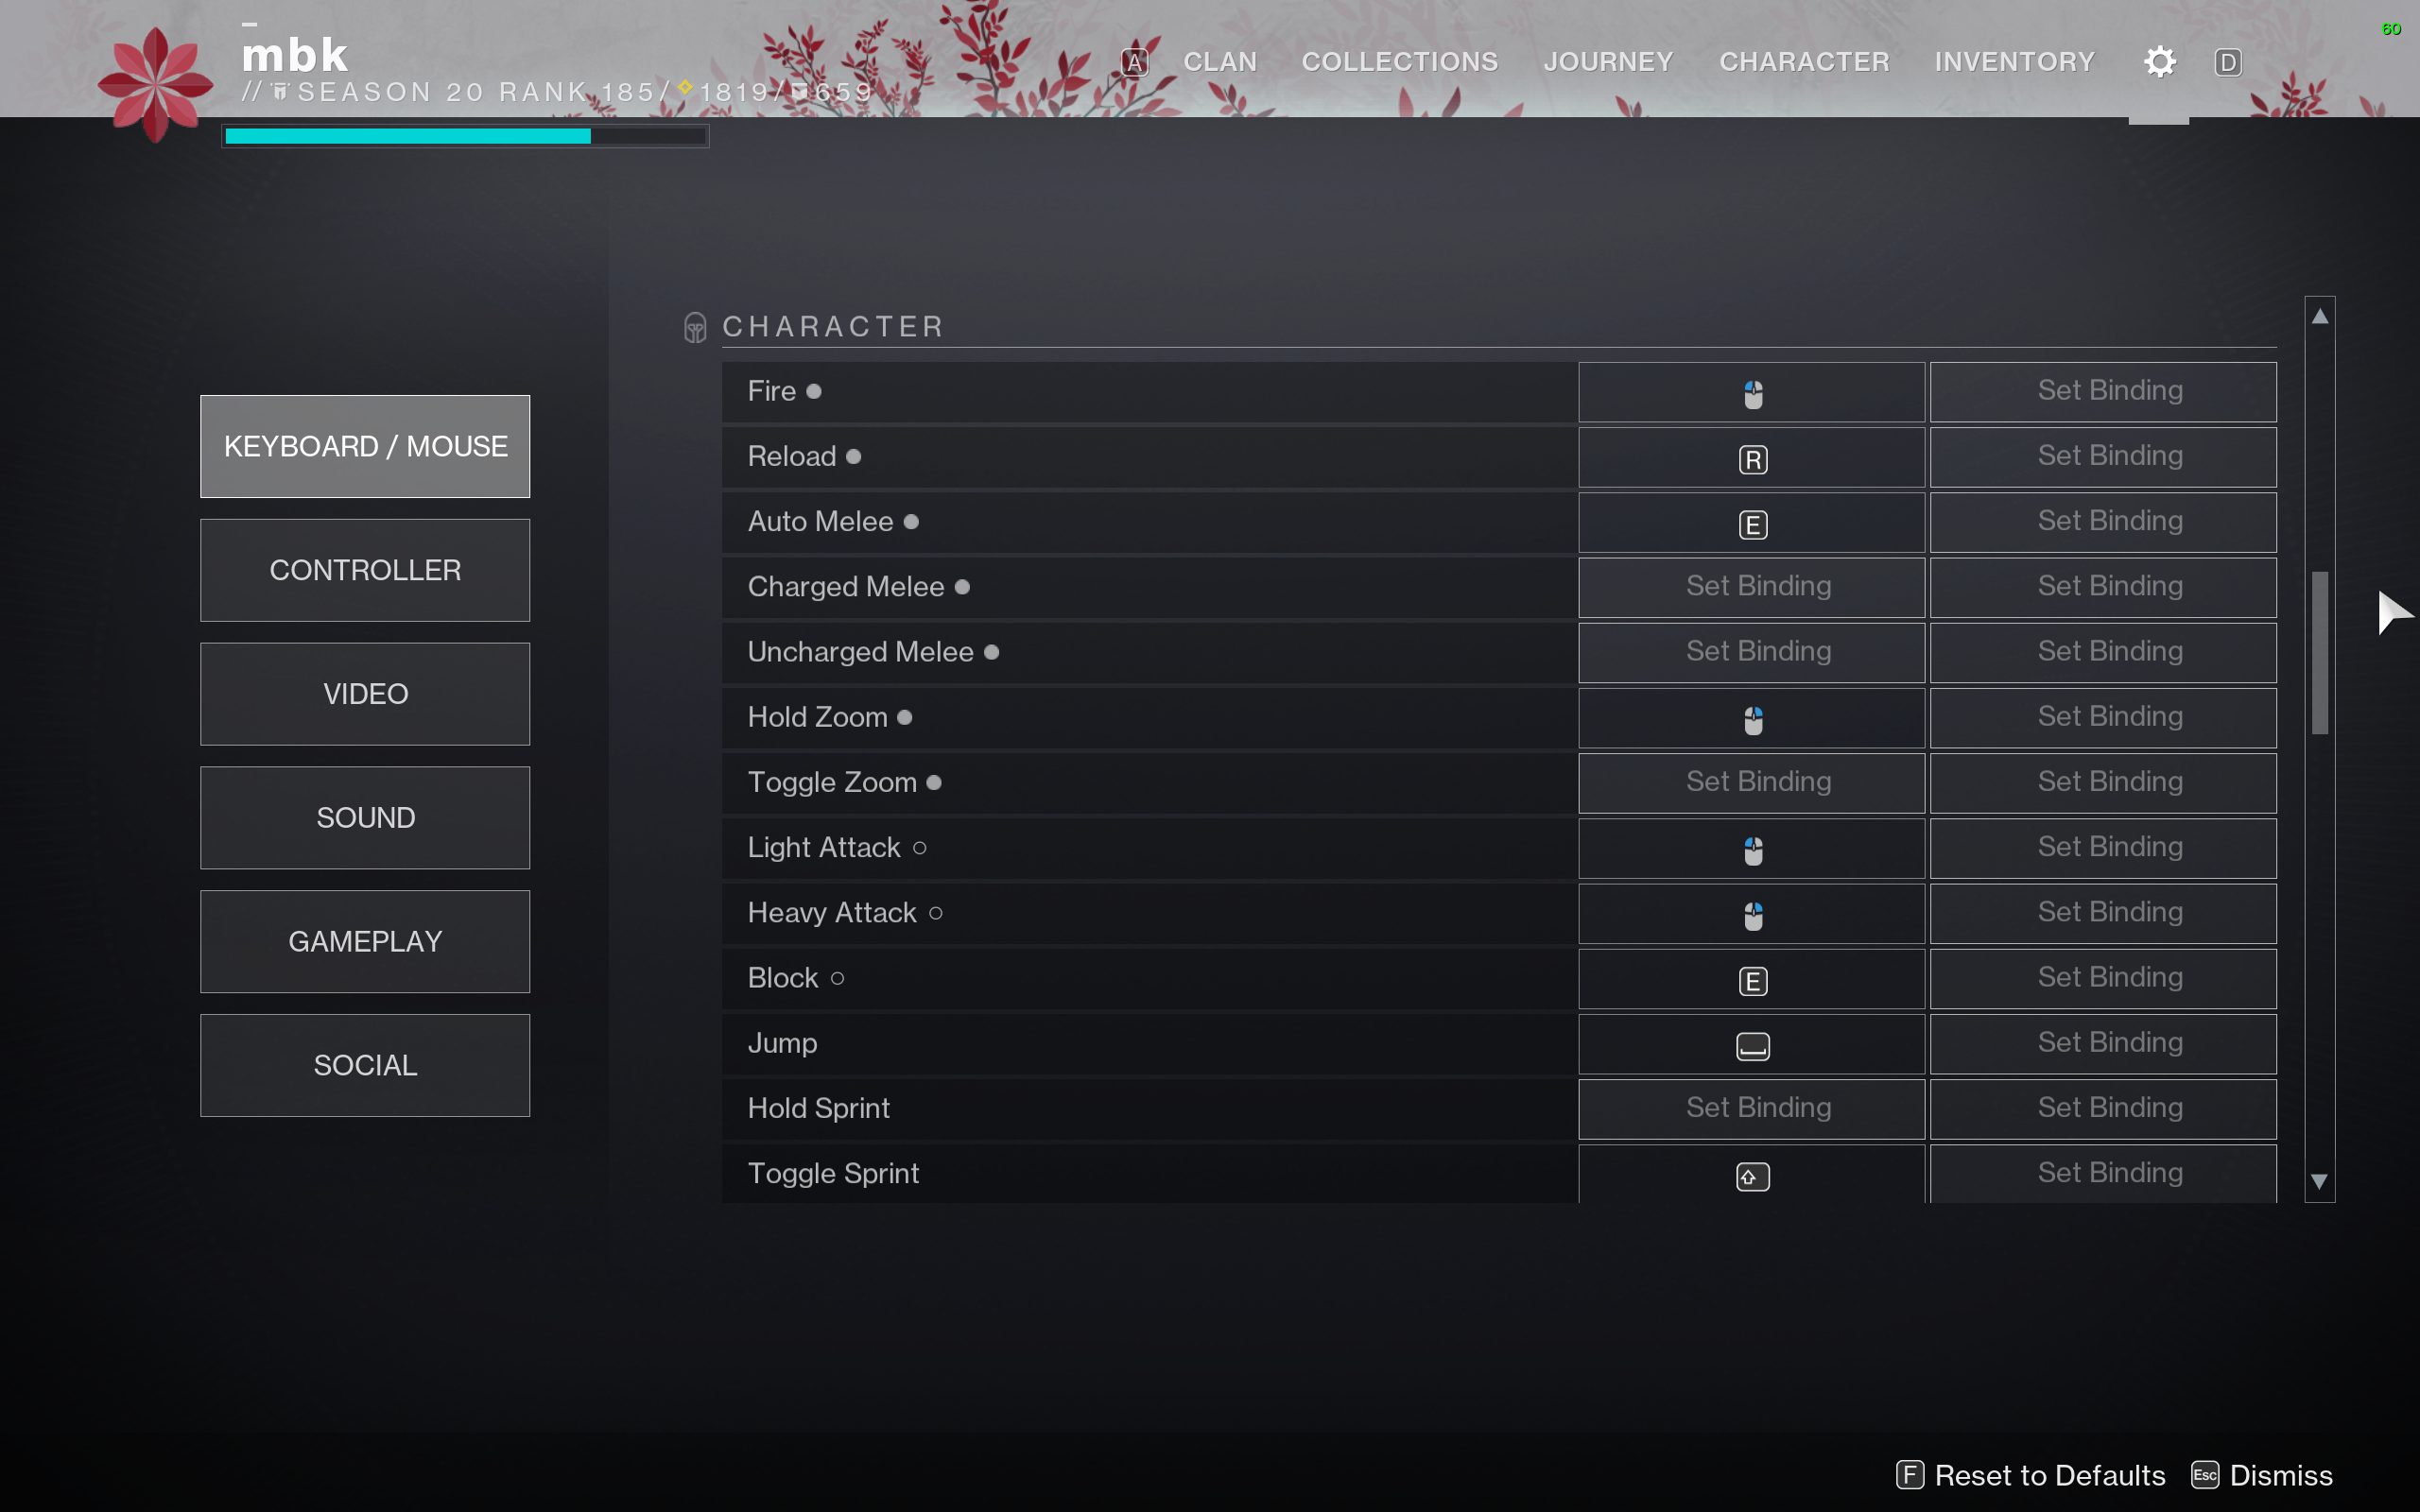 mbk
// SEASON 20 RANK 185/1819/659
A CLAN COLLECTIONS JOURNEY CHARACTER INVENTORY D
60
KEYBOARD / MOUSE
CONTROLLER
VIDEO
SOUND
GAMEPLAY
SOCIAL
CHARACTER
Fire Set Binding
Reload R Set Binding
Auto Melee E Set Binding
Charged Melee Set Binding Set Binding
Uncharged Melee Set Binding Set Binding
Hold Zoom Set Binding
Toggle Zoom Set Binding Set Binding
Light Attack Set Binding
Heavy Attack Set Binding
Block E Set Binding
Jump Set Binding
Hold Sprint Set Binding Set Binding
Toggle Sprint Set Binding
F Reset to Defaults Esc Dismiss